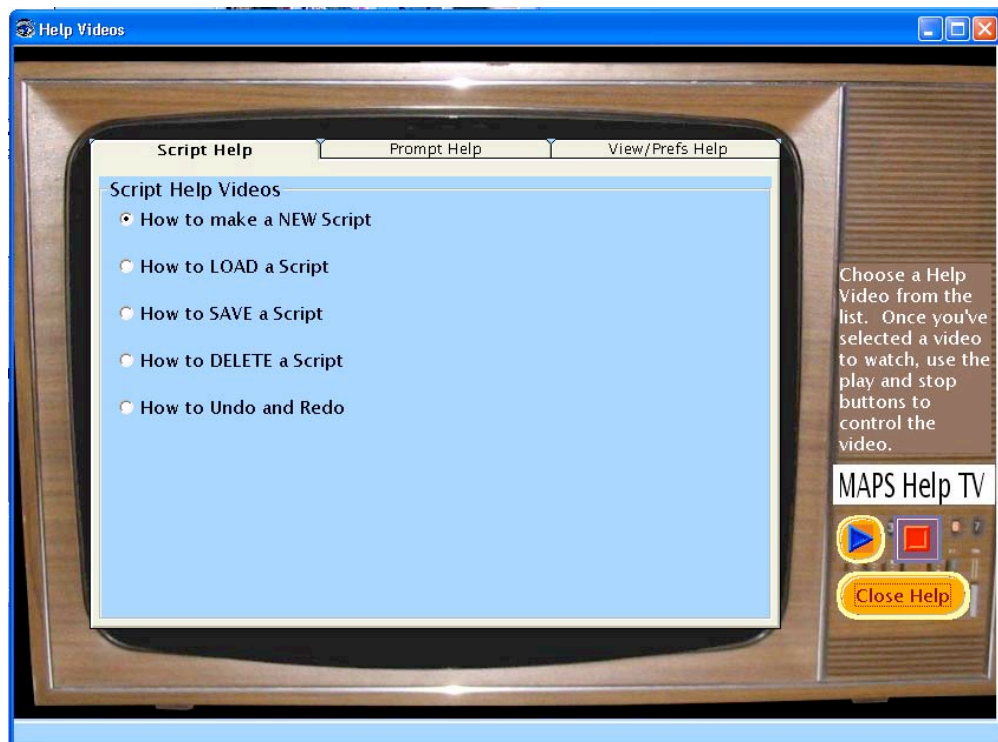 Help Videos
Script Help
Prompt Help
View/Prefs Help
Script Help Videos
How to make a NEW Script
How to LOAD a Script
How to SAVE a Script
How to DELETE a Script
How to Undo and Redo
Choose a Help
Video from the
list. Once you've
selected a video
to watch, use the
play and stop
buttons to
control the
video.
MAPS Help TV
Close Help